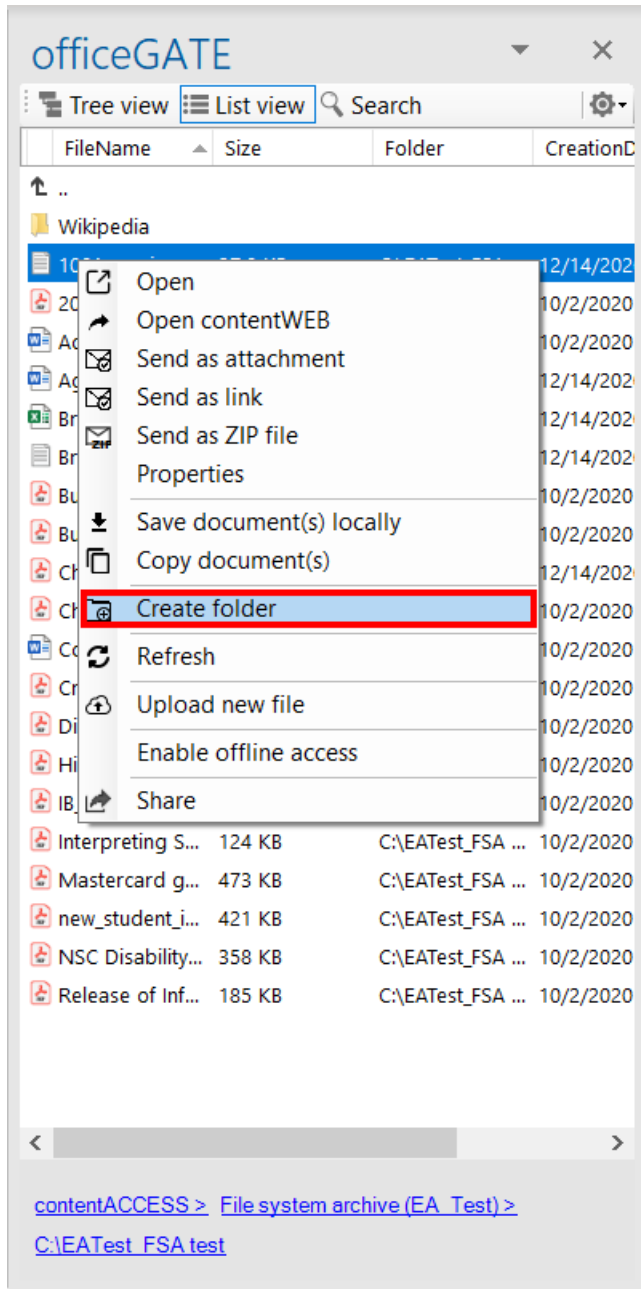 officeGATE
Tree view List view Search
FileName Size Folder CreationD
..
Wikipedia
12/14/202
Open
10/2/2020
Open contentWEB
10/2/2020
Send as attachment
12/14/202
Send as link
12/14/202
Send as ZIP file
12/14/202
Properties
10/2/2020
Save document(s) locally
10/2/2020
Copy document(s)
12/14/202
Create folder
10/2/2020
Refresh
10/2/2020
10/2/2020
Upload new file
10/2/2020
Enable offline access
10/2/2020
Share
10/2/2020
Interpreting S... 124 KB C:\EATest_FSA ... 10/2/2020
Mastercard g... 473 KB C:\EATest_FSA ... 10/2/2020
new_student_i... 421 KB C:\EATest_FSA ... 10/2/2020
NSC Disability... 358 KB C:\EATest_FSA ... 10/2/2020
Release of Inf... 185 KB C:\EATest_FSA ... 10/2/2020
contentACCESS > File system archive (EA_Test) >
C:\EATest_FSA test